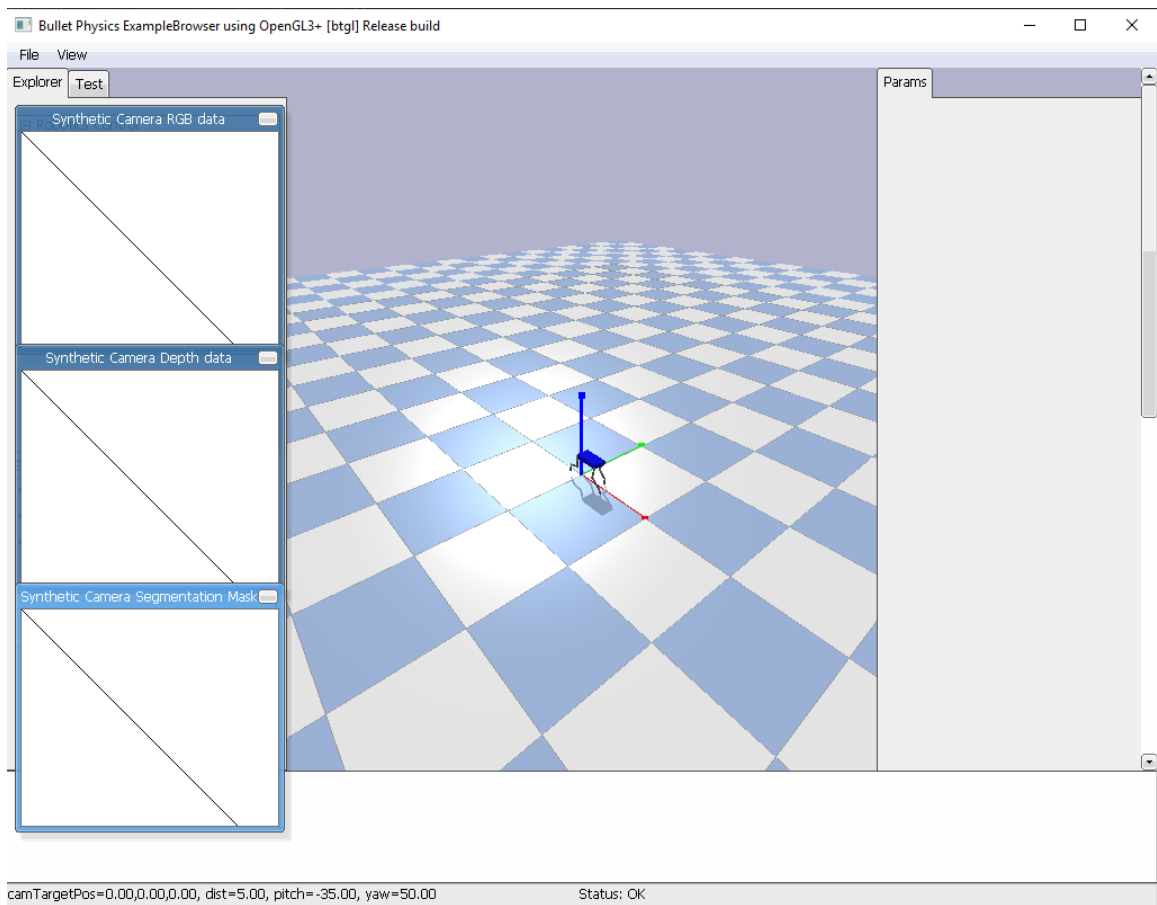 Bullet Physics ExampleBrowser using OpenGL3+ [btgl] Release build
File View
Explorer Test
Params
Synthetic Camera RGB data
Robotics Control
Synthetic Camera Depth data
Synthetic Camera Segmentation Mask
camTargetPos=0.00,0.00,0.00, dist=5.00, pitch=-35.00, yaw=50.00
Status: OK